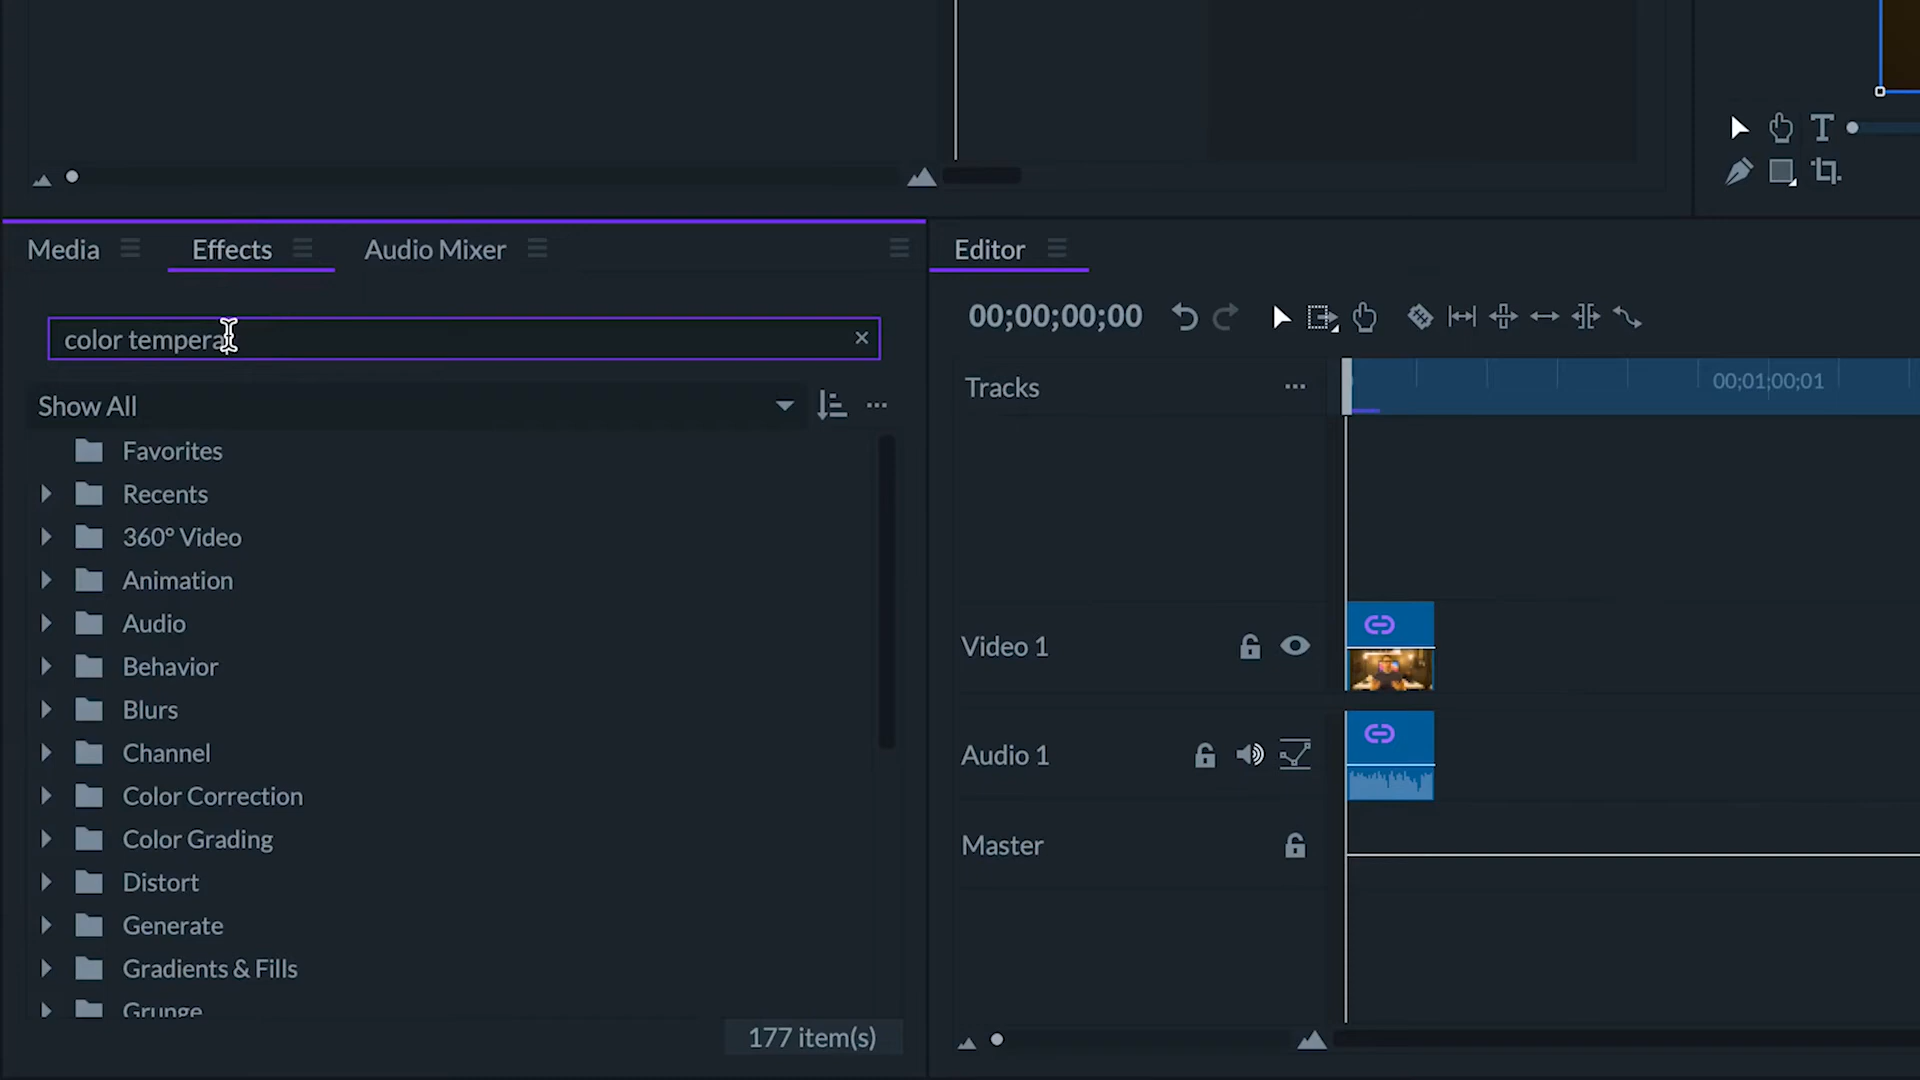 T
Media
Effects
Audio Mixer
Editor
color tempera
00;00;00;00
Show All
Tracks
00;01;00;01
Favorites
Recents
360° Video
Animation
Audio
Behavior
Blurs
Channel
Color Correction
Color Grading
Distort
Generate
Gradients & Fills
Grunge
177 item(s)
Video 1
Audio 1
Master